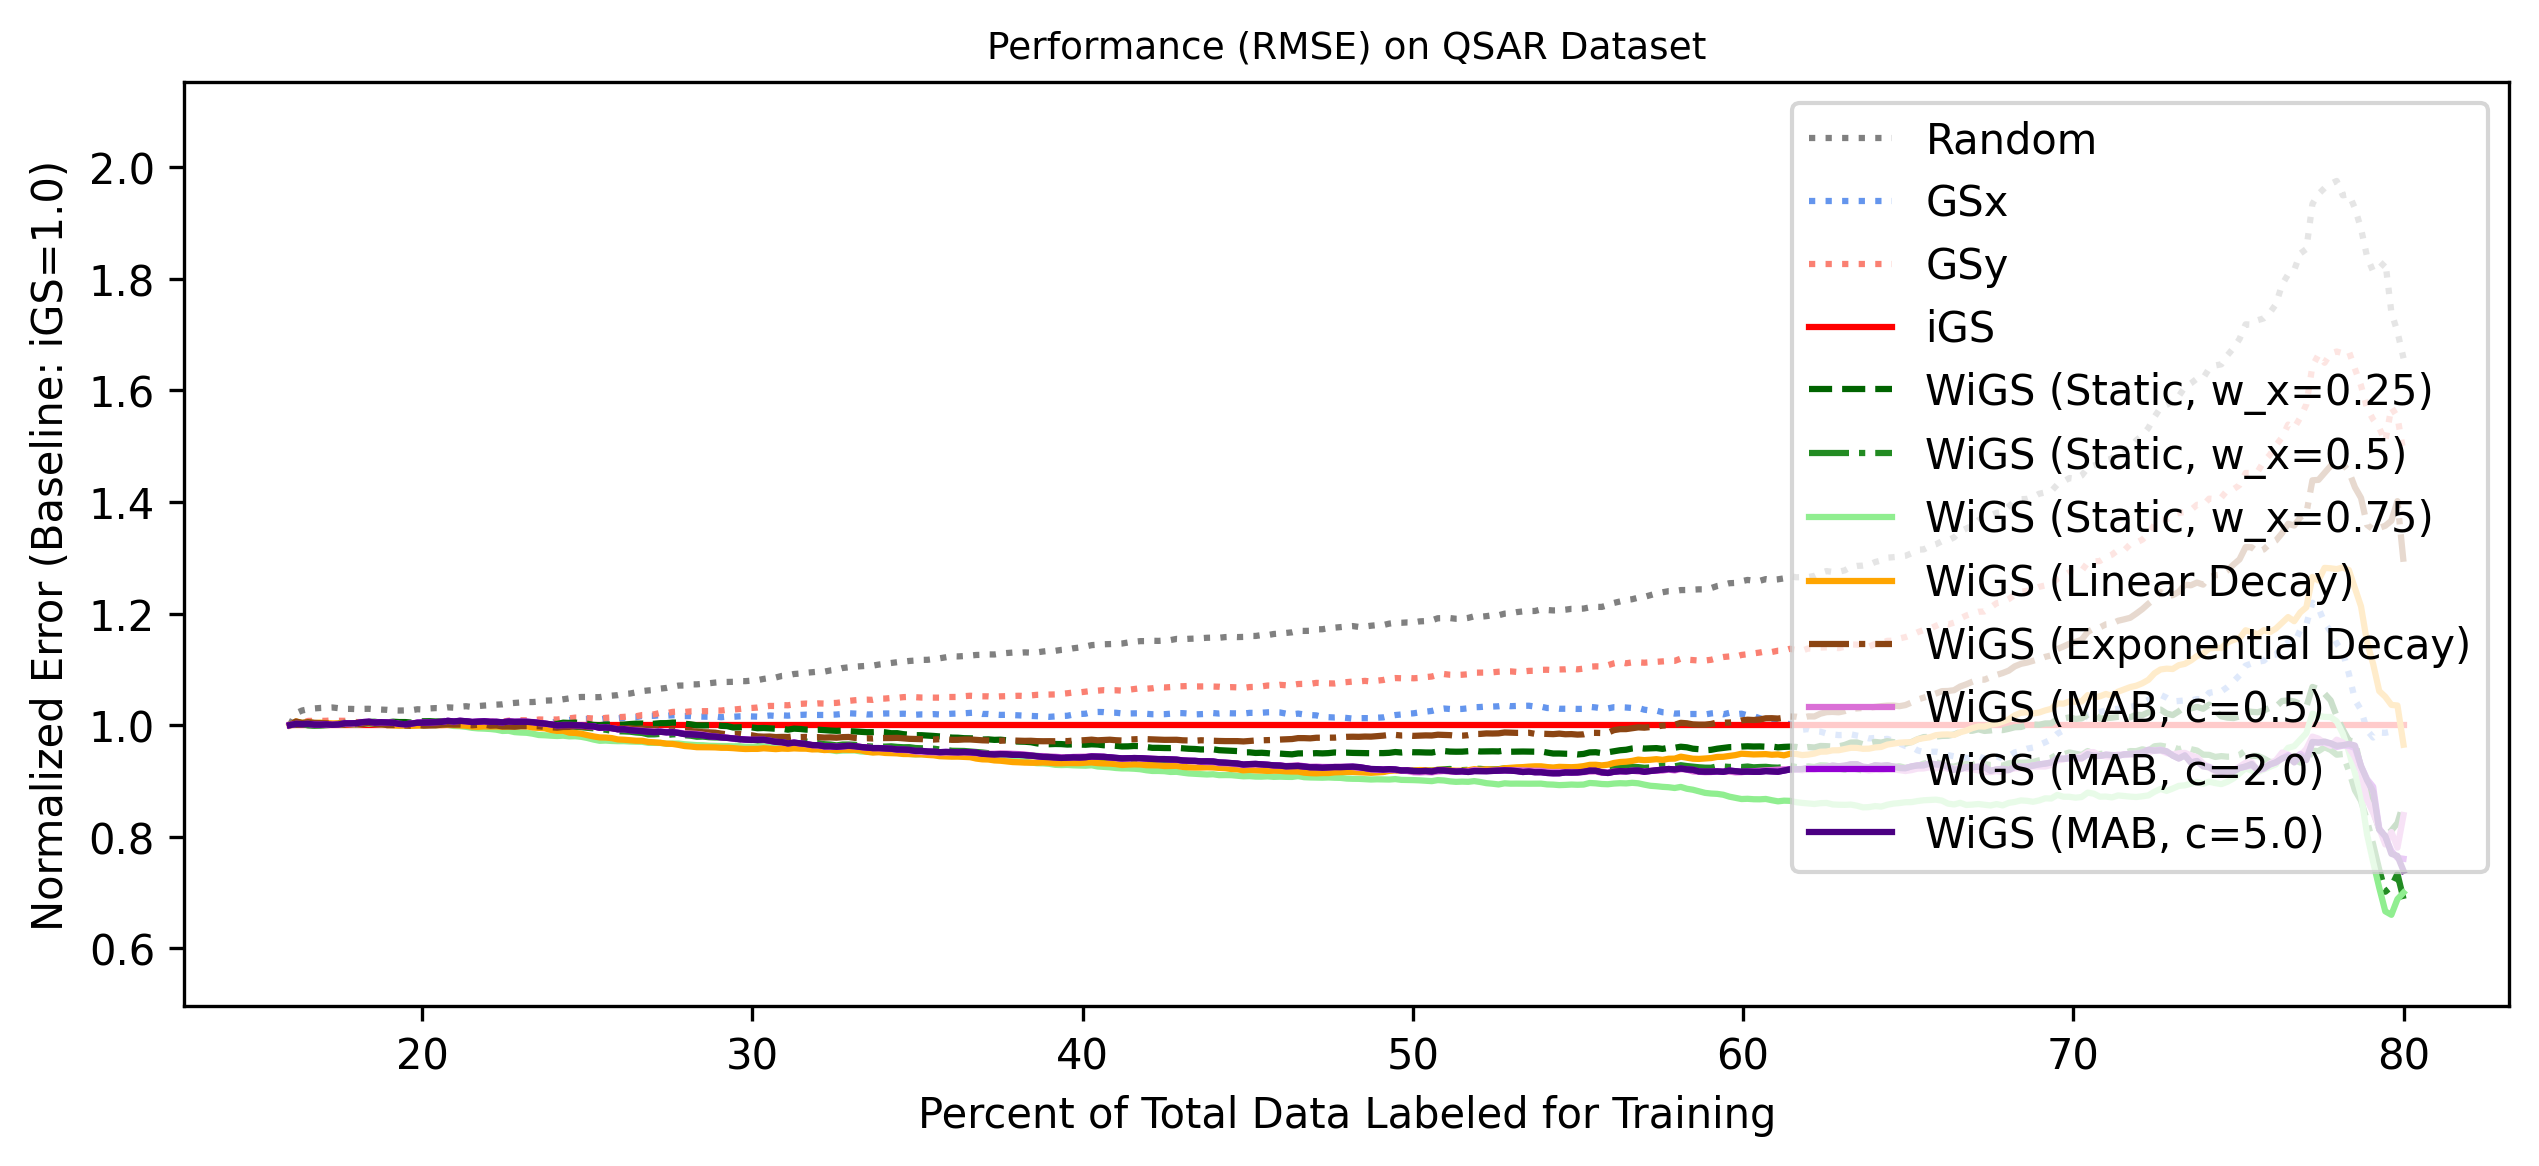 Performance (RMSE) on QSAR Dataset
Normalized Error (Baseline: iGS=1.0)
2.0
1.8
1.6
1.4
1.2
1.0
0.8
0.6
Random
GSx
GSy
iGS
WiGS (Static, w_x=0.25)
WiGS (Static, w_x=0.5)
WiGS (Static, w_x=0.75)
WiGS (Linear Decay)
WiGS (Exponential Decay)
WiGS (MAB, c=0.5)
WiGS (MAB, c=2.0)
WiGS (MAB, c=5.0)
20 30 40 50 60 70 80
Percent of Total Data Labeled for Training